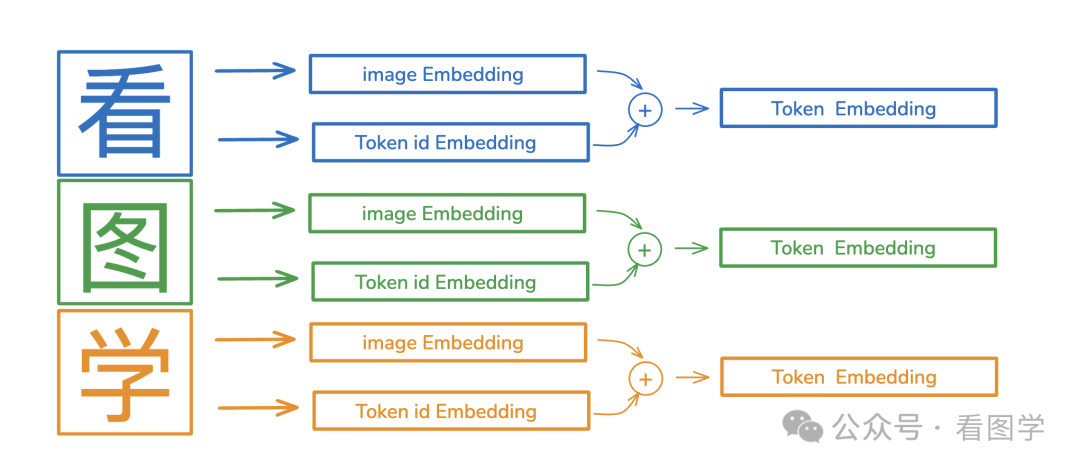 看
image Embedding
Token id Embedding
+
Token Embedding
图
image Embedding
Token id Embedding
+
Token Embedding
学
image Embedding
Token id Embedding
+
Token Embedding
公众号 · 看图学